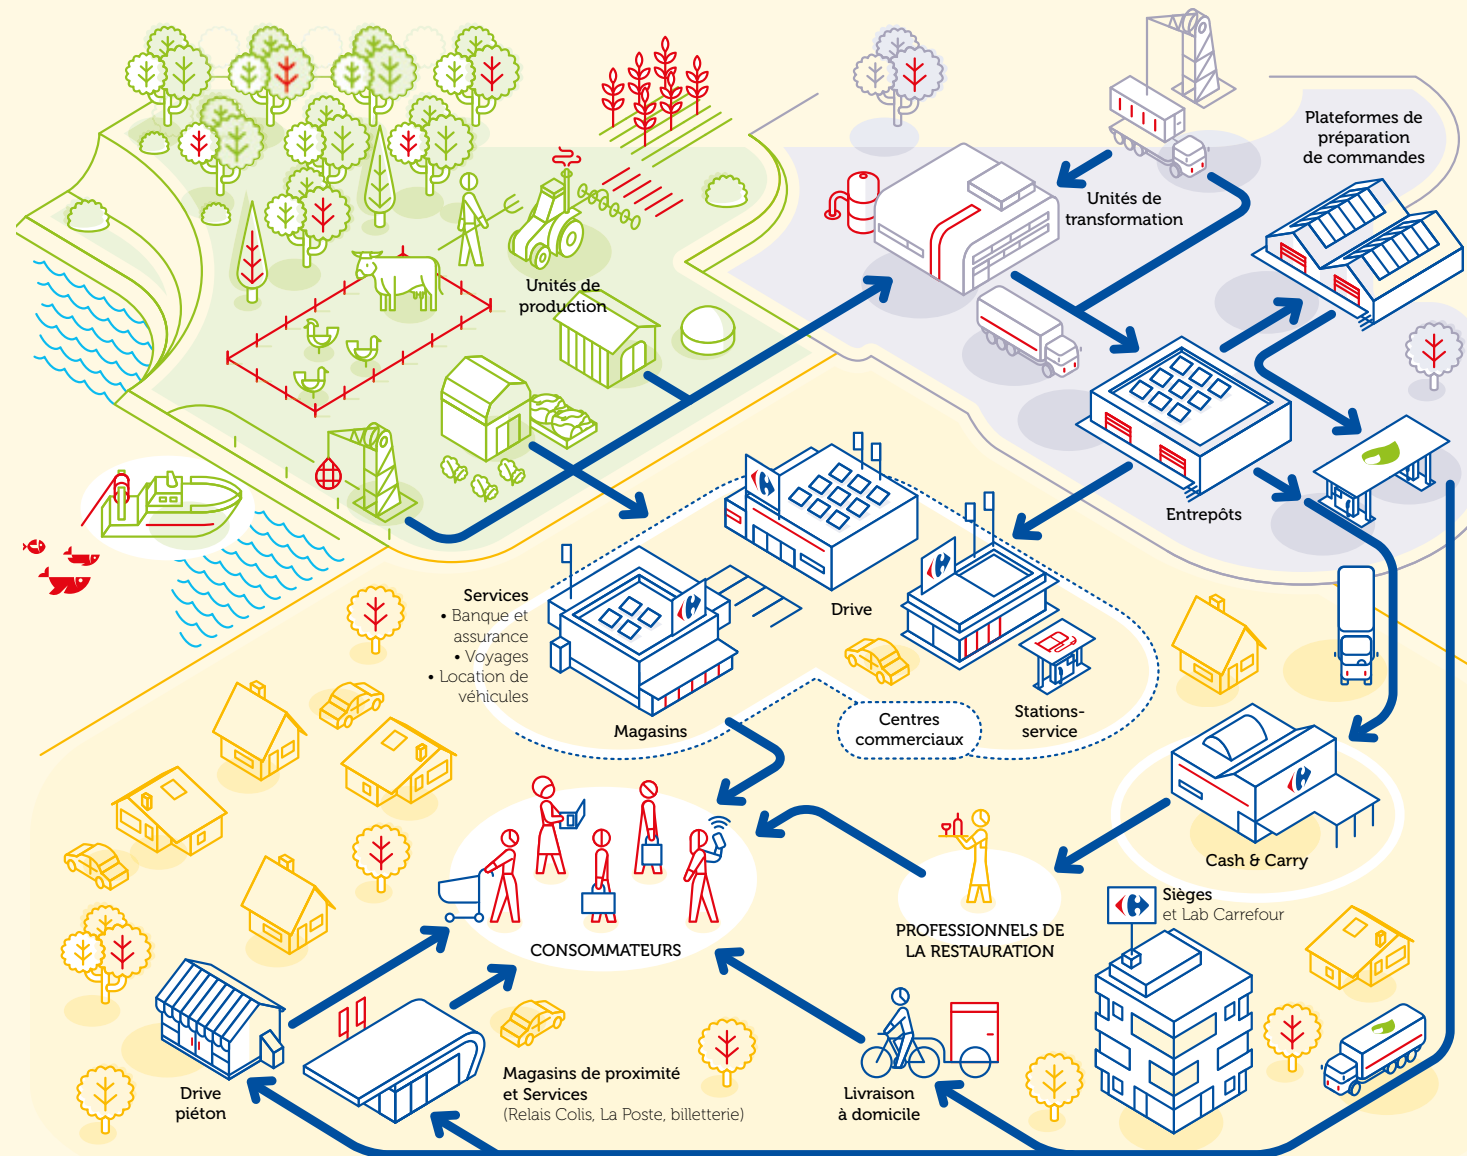 Plateformes de
préparation
de commandes
Unités de
transformation
Unités de
production
Entrepôts
Services
• Banque et
assurance
• Voyages
• Location de
véhicules
Drive
Magasins
Centres
commerciaux
Stations-
service
Cash & Carry
Sièges
et Lab Carrefour
PROFESSIONNELS DE
LA RESTAURATION
CONSOMMATEURS
Magasins de proximité
et Services
(Relais Colis, La Poste, billetterie)
Drive
piéton
Livraison
à domicile